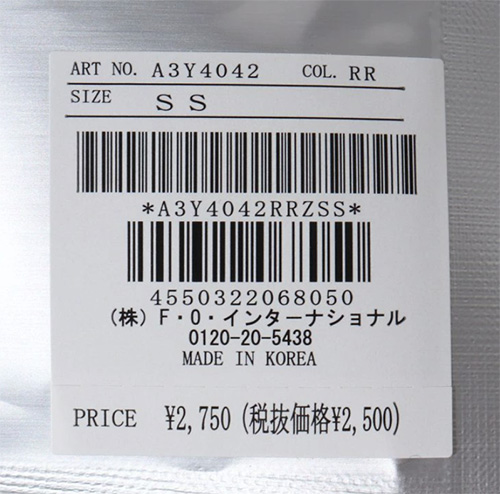 ART NO. A3Y4042 COL. RR
SIZE ＳＳ
*A3Y4042RRZSS*
4550322068050
(株) F・O・インターナショナル
0120-20-5438
MADE IN KOREA
PRICE ¥2,750 (税抜価格¥2,500)